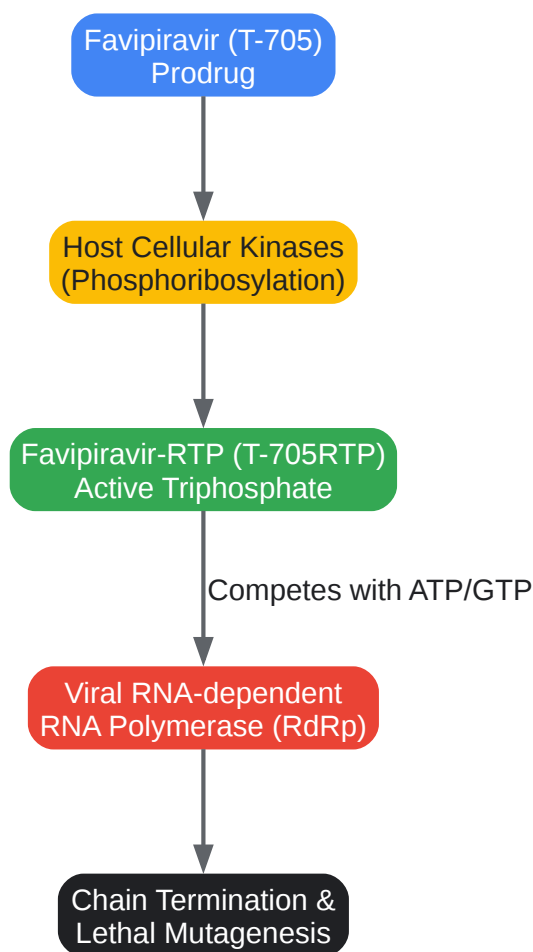 Favipiravir (T-705)
Prodrug
Host Cellular Kinases
(Phosphoribosylation)
Favipiravir-RTP (T-705RTP)
Active Triphosphate
Competes with ATP/GTP
Viral RNA-dependent
RNA Polymerase (RdRp)
Chain Termination &
Lethal Mutagenesis